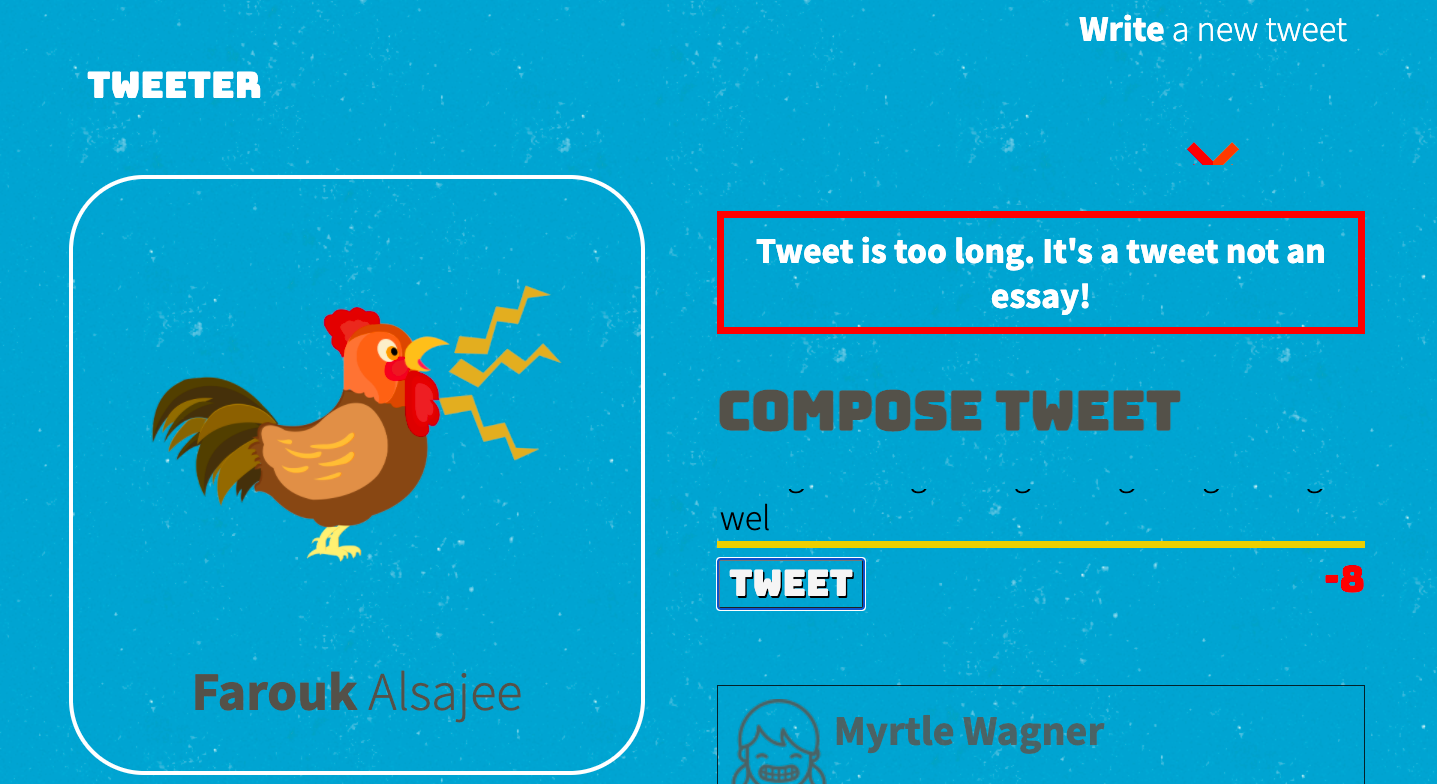 Write a new tweet
TWEETER
Tweet is too long. It's a tweet not an
essay!
COMPOSE TWEET
wel
TWEET
-8
Farouk Alsajee
Myrtle Wagner